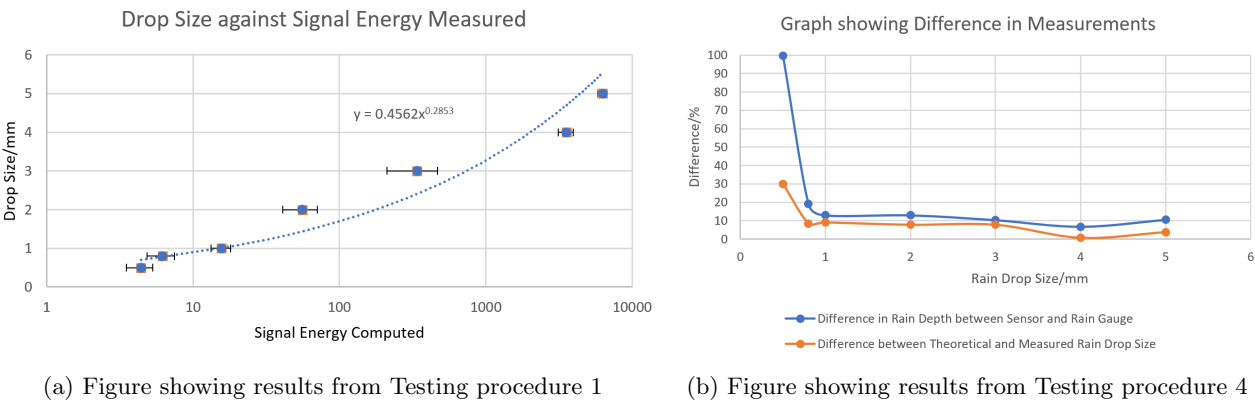 Drop Size against Signal Energy Measured
6
5
4
3
2
1
0
Drop Size/mm
y = 0.4562x^0.2853
1 10 100 1000 10000
Signal Energy Computed
(a) Figure showing results from Testing procedure 1
Graph showing Difference in Measurements
100
90
80
70
60
50
40
30
20
10
0
Difference/%
0 1 2 3 4 5 6
Rain Drop Size/mm
Difference in Rain Depth between Sensor and Rain Gauge
Difference between Theoretical and Measured Rain Drop Size
(b) Figure showing results from Testing procedure 4